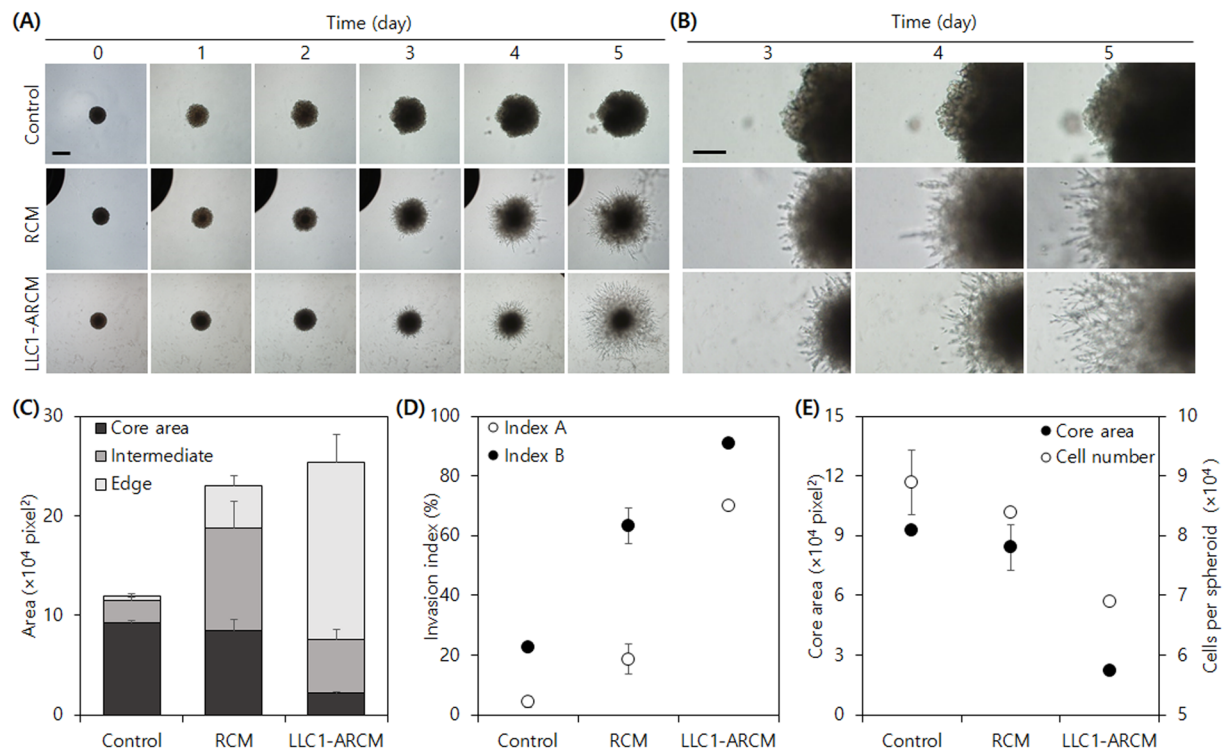 (A)
Time (day)
0 1 2 3 4 5
Control
RCM
LLC1-ARCM
(B)
Time (day)
3 4 5
(C)
30
20
10
0
Area (×10⁴ pixel²)
Core area
Intermediate
Edge
Control RCM LLC1-ARCM
(D)
100
80
60
40
20
0
Invasion index (%)
Index A
Index B
Control RCM LLC1-ARCM
(E)
15
12
9
6
3
0
Core area (×10⁴ pixel²)
Core area
Cell number
10
9
8
7
6
5
Cells per spheroid (×10⁴)
Control RCM LLC1-ARCM